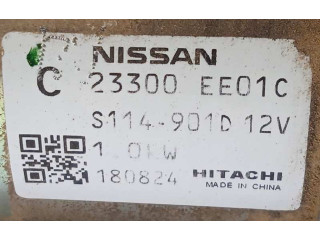 NISSAN
C 23300 EE01C
S114-901D 12V
1.0KW
180824 HITACHI
MADE IN CHINA